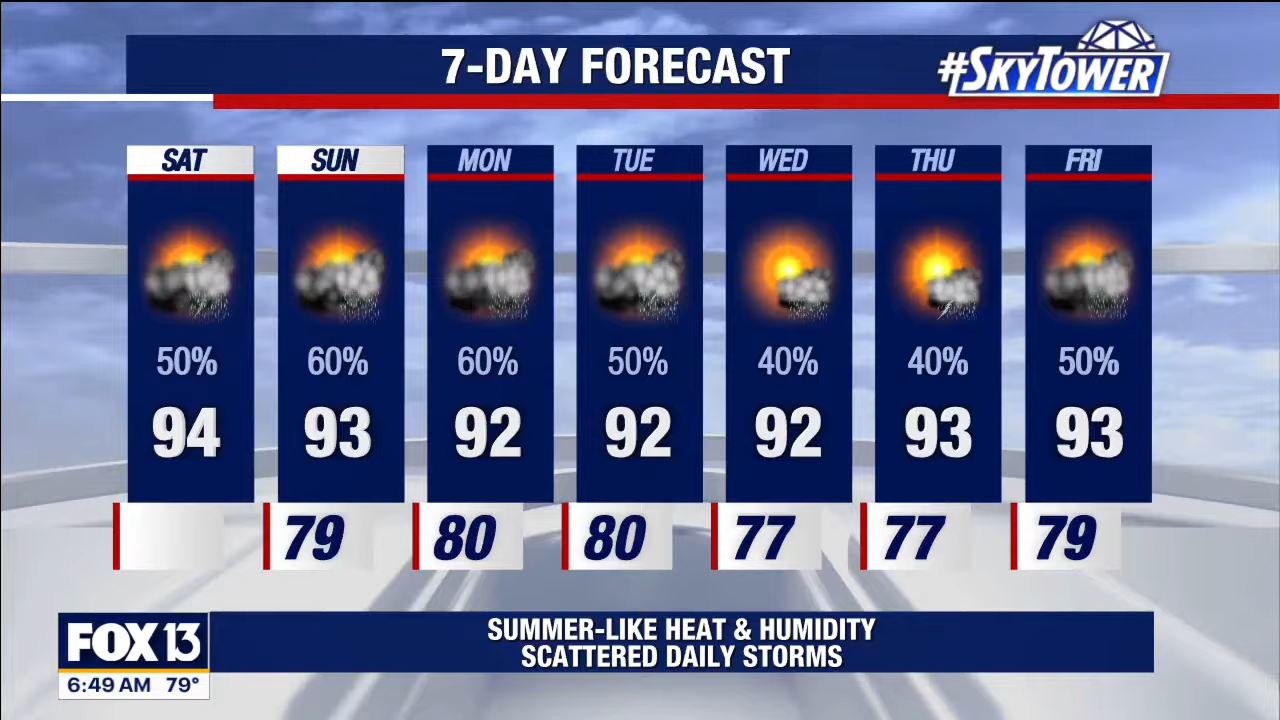 7-DAY FORECAST
#SKYTOWER
SAT SUN MON TUE WED THU FRI
50% 60% 60% 50% 40% 40% 50%
94 93 92 92 92 93 93
79 80 80 77 77 79
FOX 13
6:49 AM 79°
SUMMER-LIKE HEAT & HUMIDITY
SCATTERED DAILY STORMS